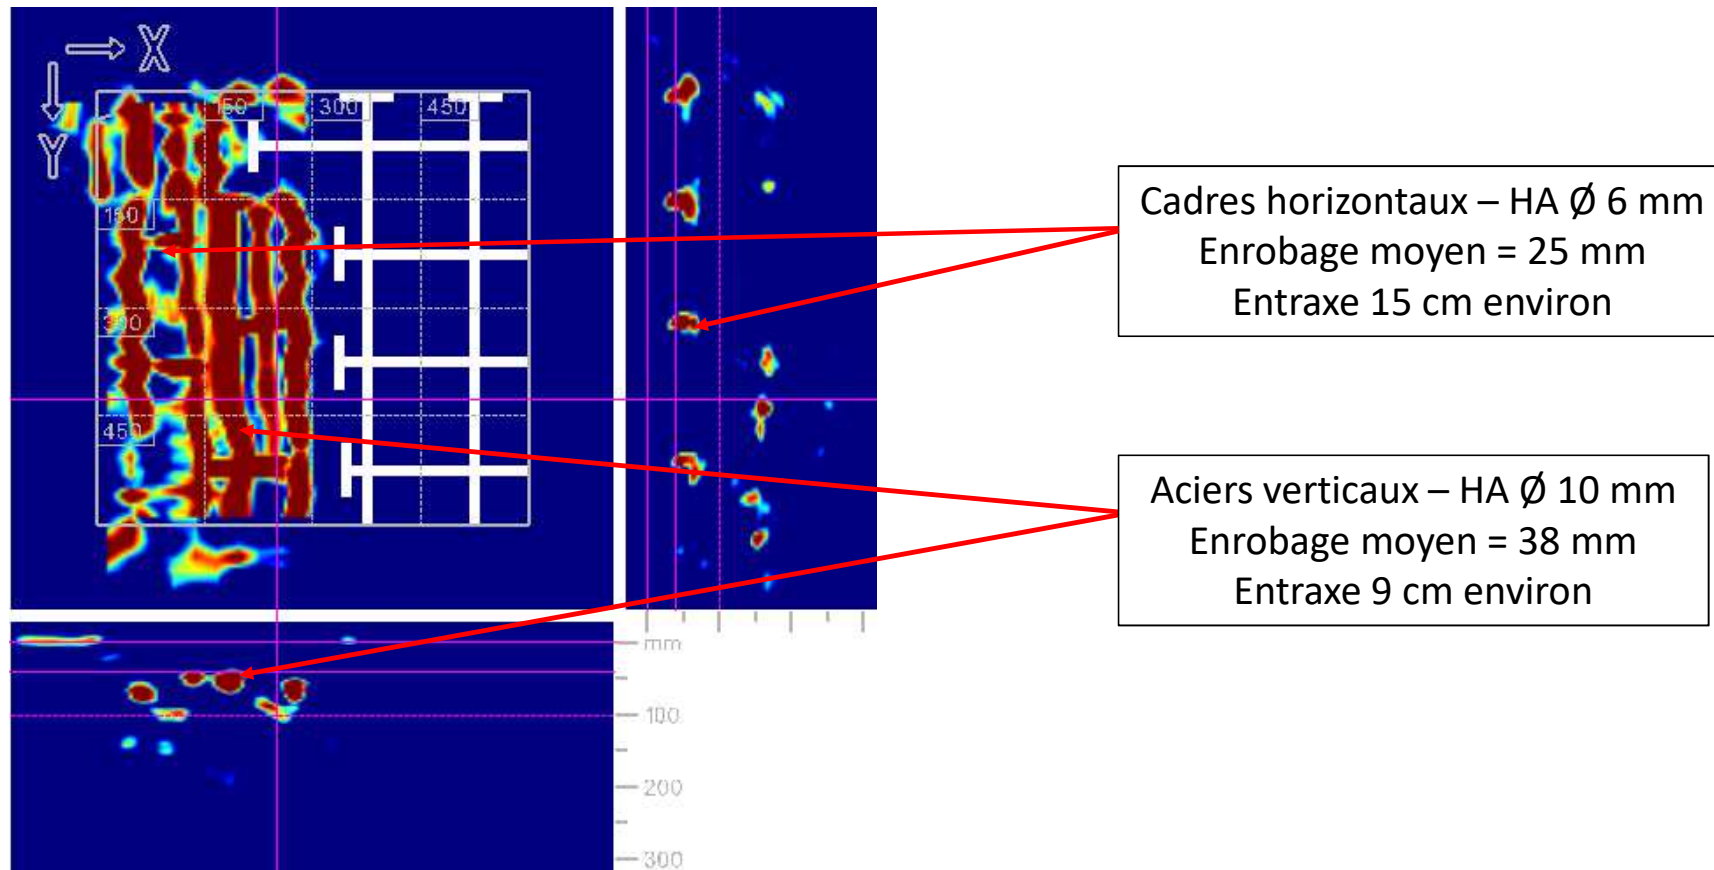 X
Y
150
300
450
150
300
450
mm
100
200
300
Cadres horizontaux – HA Ø 6 mm
Enrobage moyen = 25 mm
Entraxe 15 cm environ
Aciers verticaux – HA Ø 10 mm
Enrobage moyen = 38 mm
Entraxe 9 cm environ